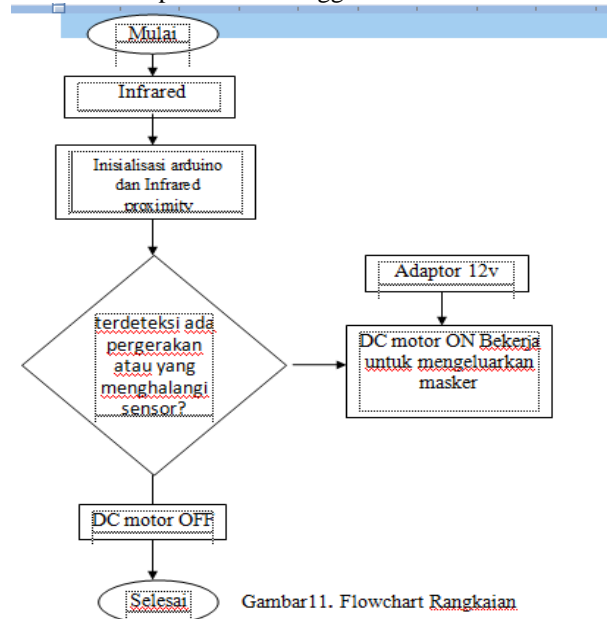 Mulai
Infrared
Inisialisasi arduino
dan Infrared
proximity
terdeteksi ada
pergerakan
atau yang
menghalangi
sensor?
Adaptor 12v
DC motor ON Bekerja
untuk mengeluarkan
masker
DC motor OFF
Selesai
Gambar11. Flowchart Rangkaian